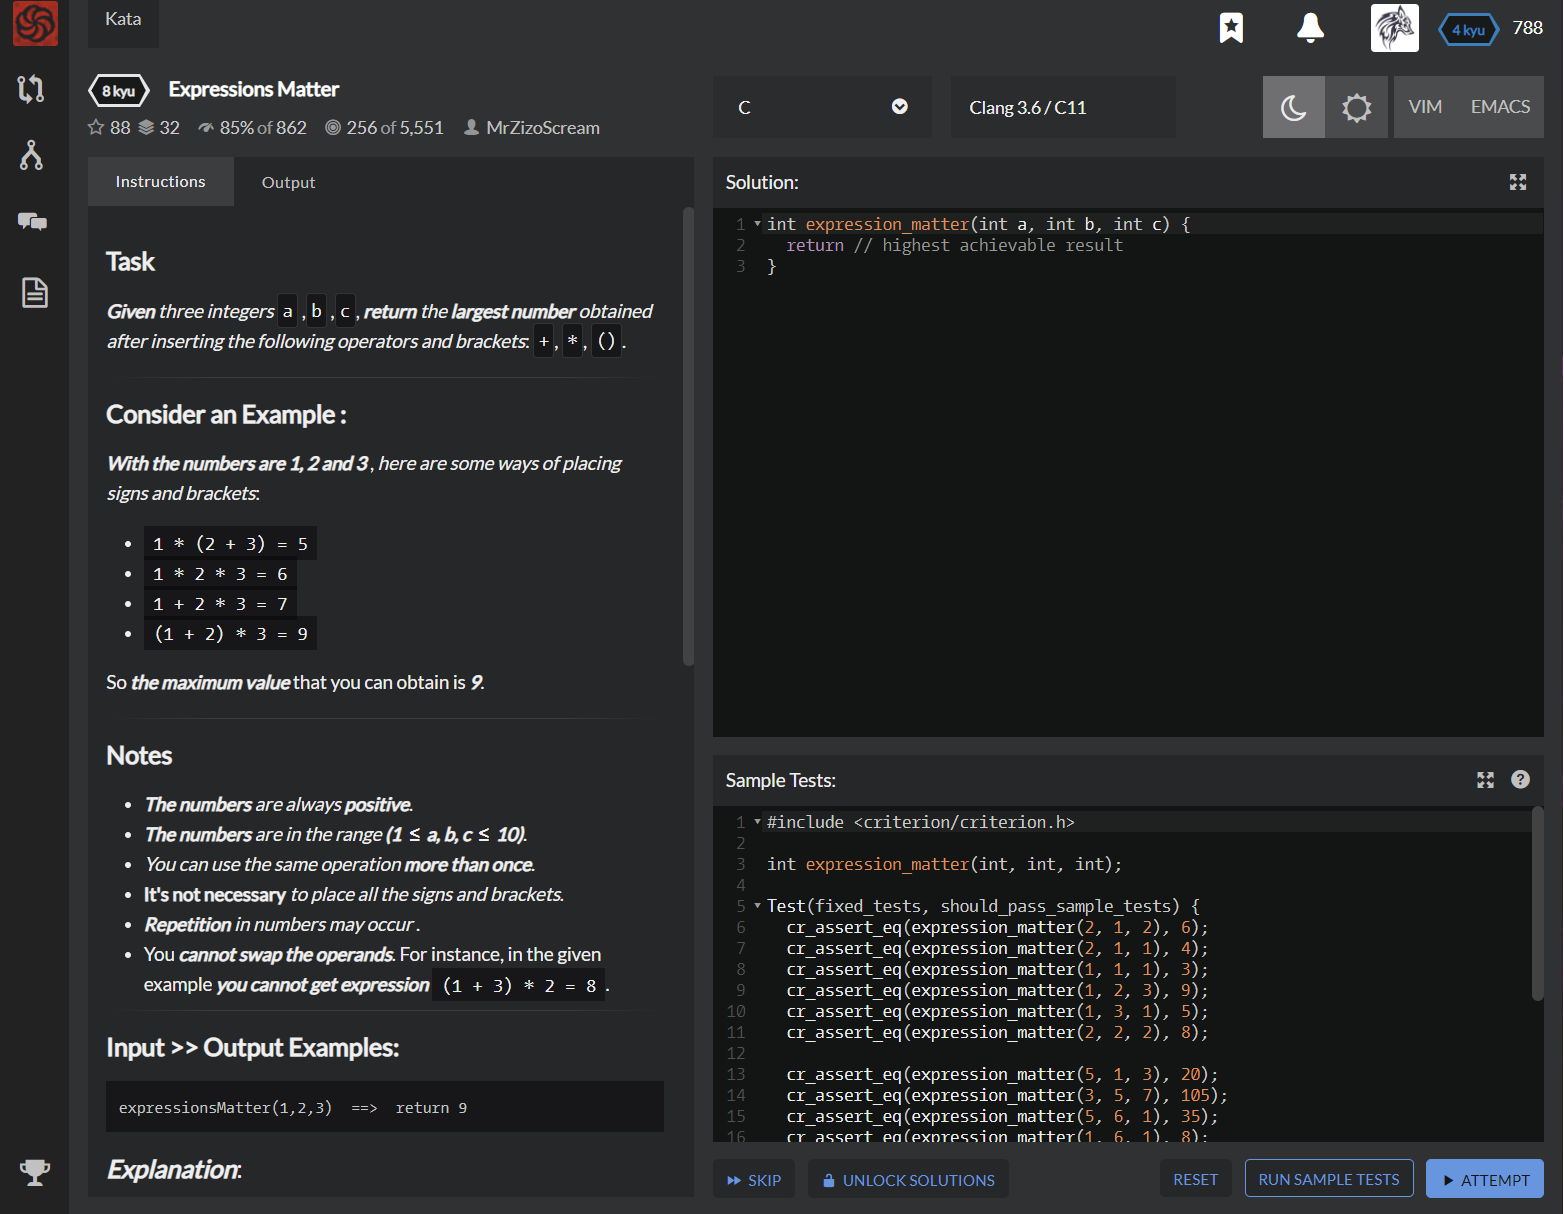 Kata
4 kyu 788
8 kyu Expressions Matter
88 32 85% of 862 256 of 5,551 MrZizoScream
C
Clang 3.6 / C11
VIM EMACS
Instructions Output
Task
Given three integers a , b , c , return the largest number obtained
after inserting the following operators and brackets: + , * , () .
Consider an Example :
With the numbers are 1, 2 and 3 , here are some ways of placing
signs and brackets:
• 1 * (2 + 3) = 5
• 1 * 2 * 3 = 6
• 1 + 2 * 3 = 7
• (1 + 2) * 3 = 9
So the maximum value that you can obtain is 9.
Notes
• The numbers are always positive.
• The numbers are in the range (1 ≤ a, b, c ≤ 10).
• You can use the same operation more than once.
• It's not necessary to place all the signs and brackets.
• Repetition in numbers may occur .
• You cannot swap the operands. For instance, in the given
example you cannot get expression (1 + 3) * 2 = 8 .
Input >> Output Examples:
expressionsMatter(1,2,3) ==> return 9
Explanation:
Solution:
1 int expression_matter(int a, int b, int c) {
2 return // highest achievable result
3 }
Sample Tests:
1 #include <criterion/criterion.h>
2
3 int expression_matter(int, int, int);
4
5 Test(fixed_tests, should_pass_sample_tests) {
6 cr_assert_eq(expression_matter(2, 1, 2), 6);
7 cr_assert_eq(expression_matter(2, 1, 1), 4);
8 cr_assert_eq(expression_matter(1, 1, 1), 3);
9 cr_assert_eq(expression_matter(1, 2, 3), 9);
10 cr_assert_eq(expression_matter(1, 3, 1), 5);
11 cr_assert_eq(expression_matter(2, 2, 2), 8);
12
13 cr_assert_eq(expression_matter(5, 1, 3), 20);
14 cr_assert_eq(expression_matter(3, 5, 7), 105);
15 cr_assert_eq(expression_matter(5, 6, 1), 35);
16 cr_assert_eq(expression_matter(1, 6, 1), 8);
SKIP UNLOCK SOLUTIONS RESET RUN SAMPLE TESTS ATTEMPT